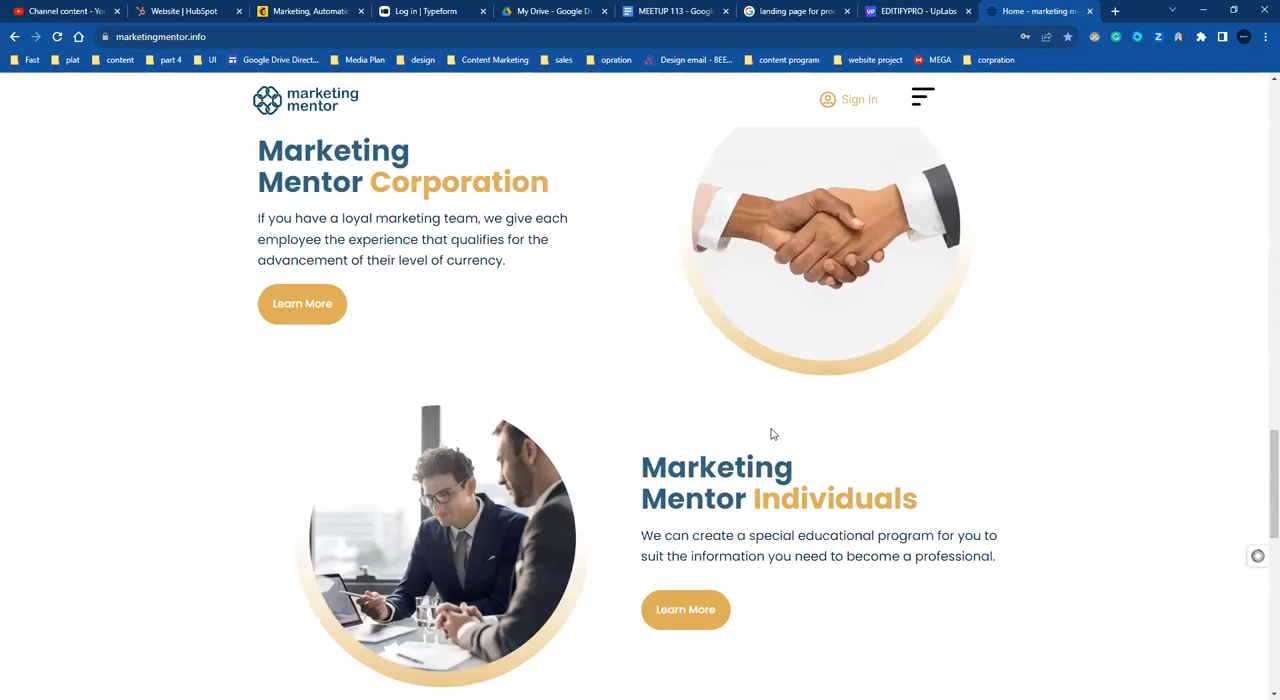 Channel content - Yo
Website | HubSpot
Marketing, Automatic
Log in | Typeform
My Drive - Google D
MEETUP 113 - Googl
landing page for proc
EDITIFYPRO - UpLabs
Home - marketing m
marketingmentor.info
Fast
plat
content
part 4
UI
Google Drive Direct...
Media Plan
design
Content Marketing
sales
opration
Design email - BEE...
content program
website project
MEGA
corpration
marketing
mentor
Sign In
Marketing
Mentor Corporation
If you have a loyal marketing team, we give each
employee the experience that qualifies for the
advancement of their level of currency.
Learn More
Marketing
Mentor Individuals
We can create a special educational program for you to
suit the information you need to become a professional.
Learn More